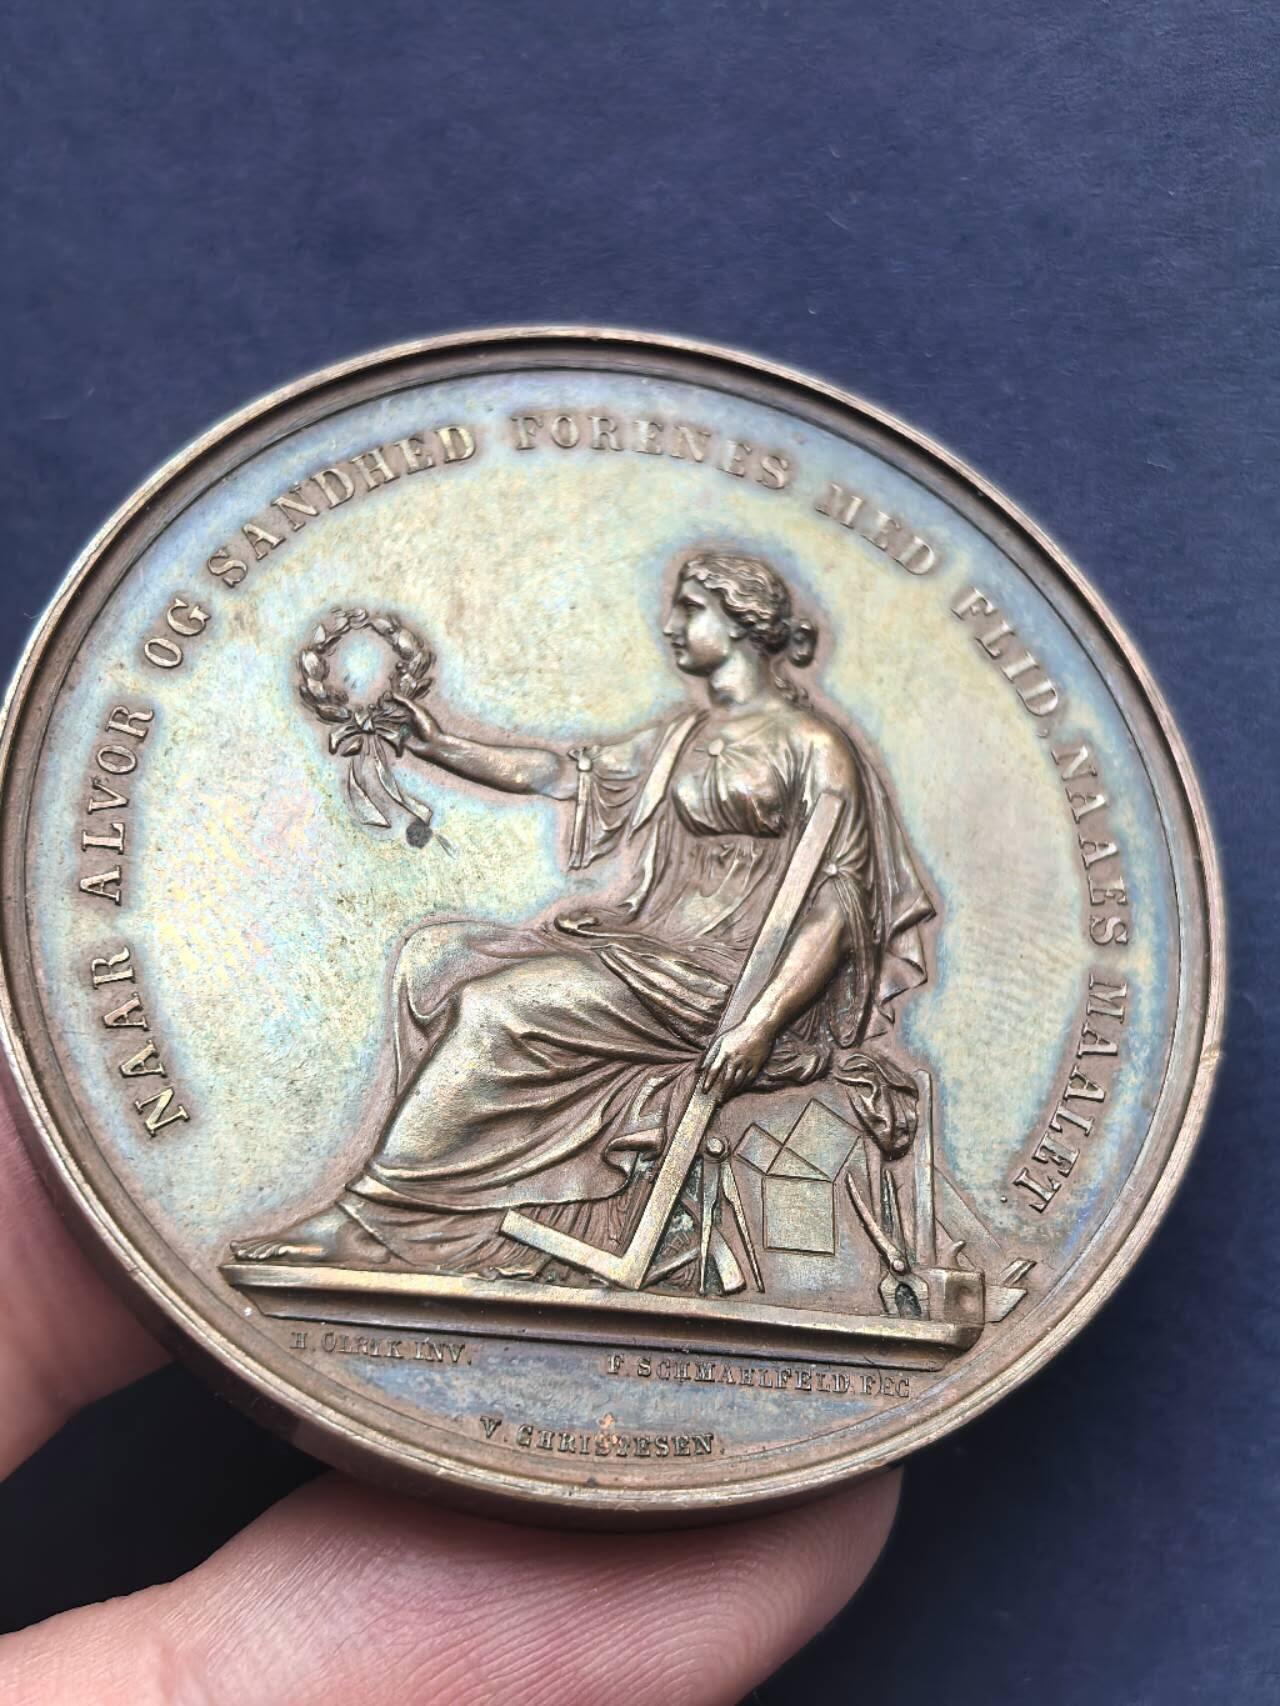 NAAR ALVOR OG SANDHED FORENES MED FLID, NAAES MAALET
H. OLRIK INV.
F. SCHMAHLFELD. FEC
V. CHRISTESEN.